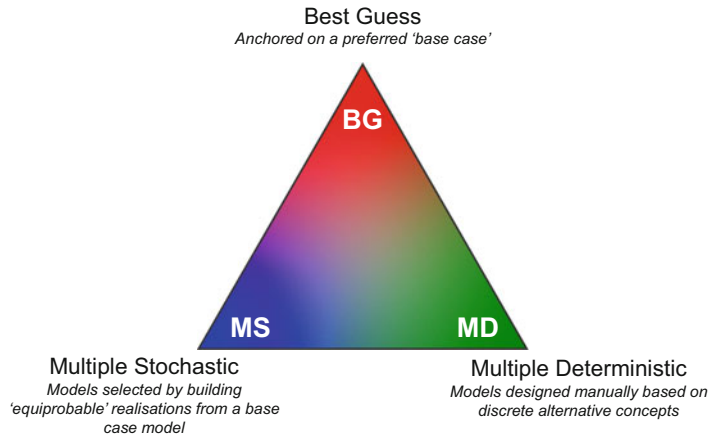 Best Guess
Anchored on a preferred ‘base case’
BG
MS
MD
Multiple Stochastic
Models selected by building
‘equiprobable’ realisations from a base
case model
Multiple Deterministic
Models designed manually based on
discrete alternative concepts